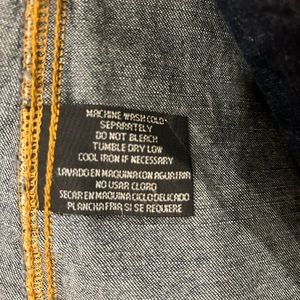 MACHINE WASH COLD
SEPARATELY
DO NOT BLEACH
TUMBLE DRY LOW
COOL IRON IF NECESSARY
LAVADO EN MAQUINA CON AGUA FRIA
NO USAR CLORO
SECAR EN MAQUINA CICLO DELICADO
PLANCHA FRIA SI SE REQUIERE